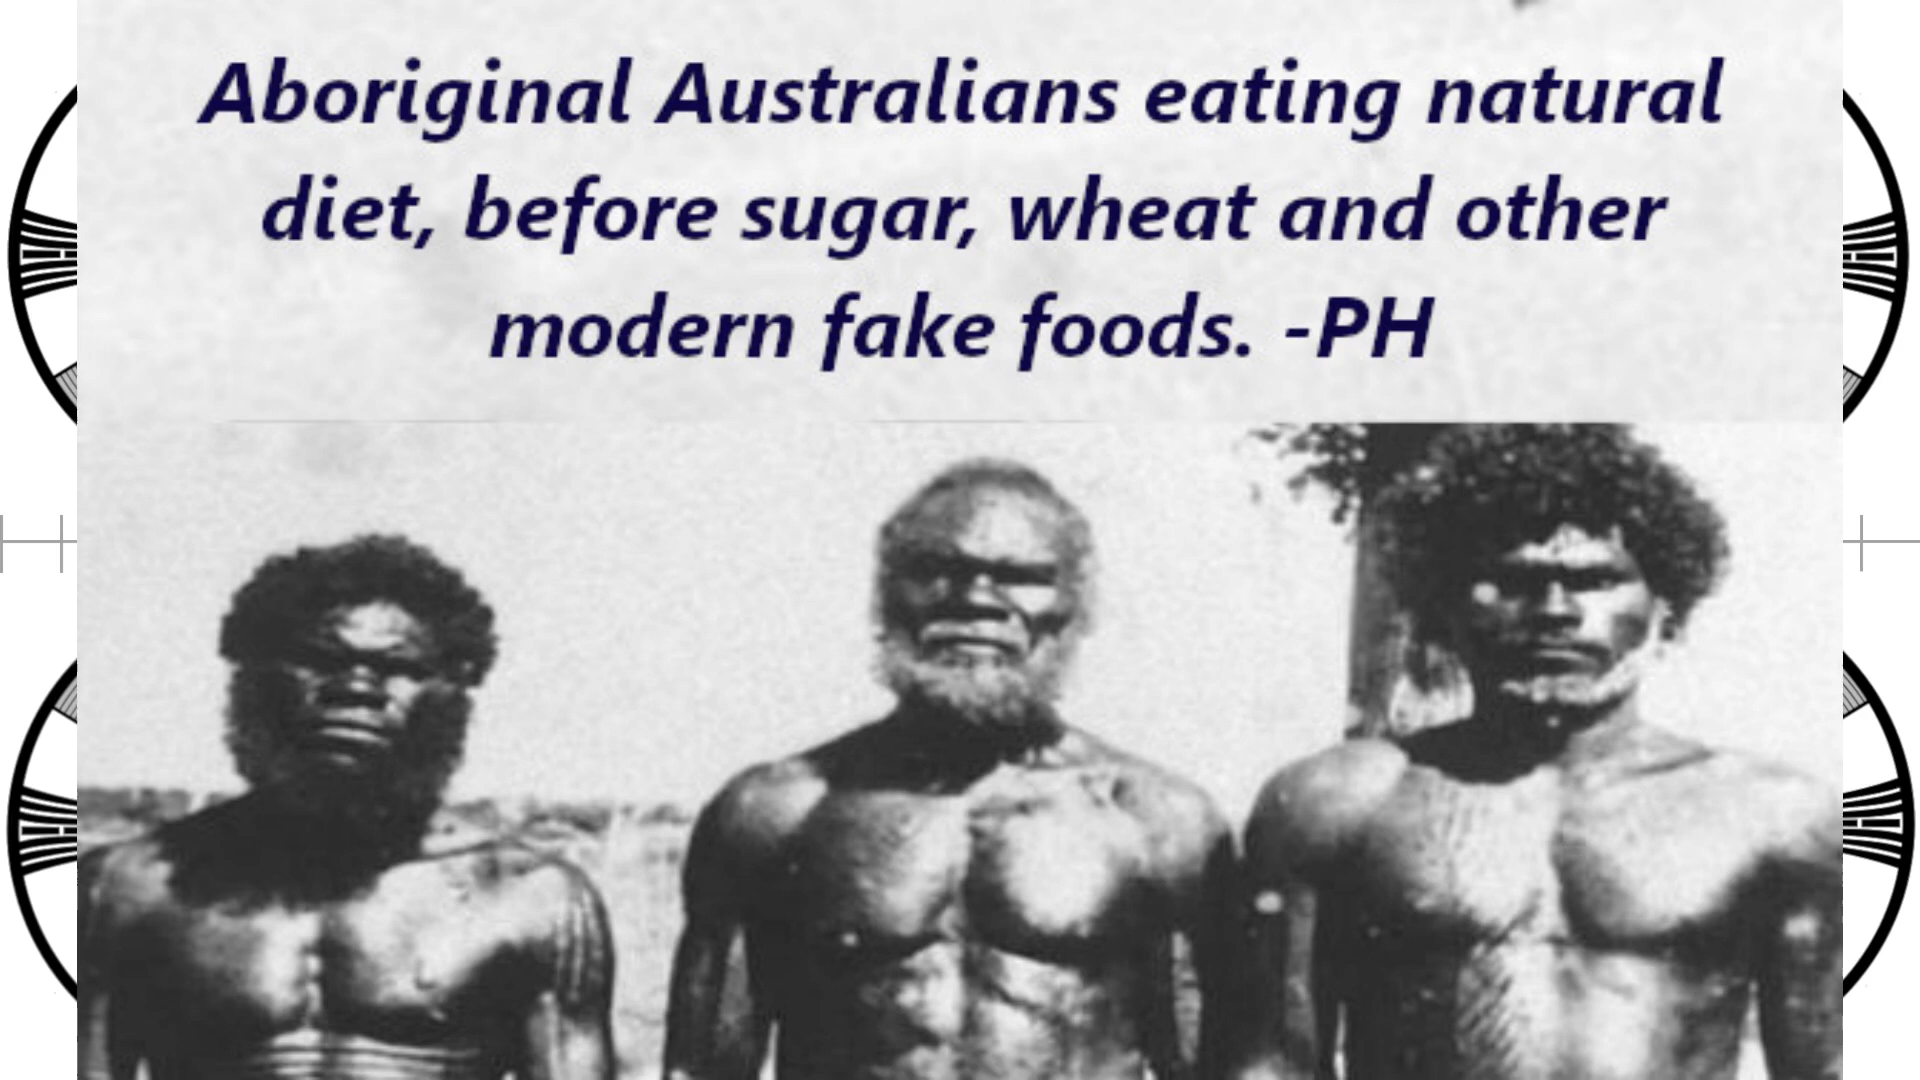 Aboriginal Australians eating natural
diet, before sugar, wheat and other
modern fake foods. -PH